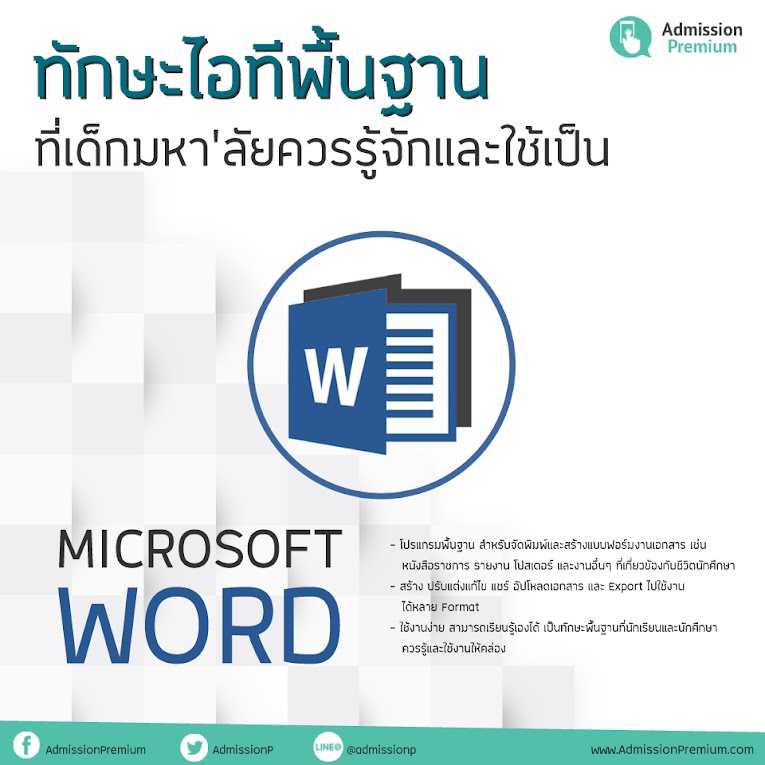 Admission
Premium
ทักษะไอทีพื้นฐาน
ที่เด็กมหา'ลัยควรรู้จักและใช้เป็น
W
MICROSOFT
WORD
- โปรแกรมพื้นฐาน สำหรับจัดพิมพ์และสร้างแบบฟอร์มงานเอกสาร เช่น
หนังสือราชการ รายงาน โปสเตอร์ และงานอื่นๆ ที่เกี่ยวข้องกับชีวิตนักศึกษา
- สร้าง ปรับแต่งแก้ไข แชร์ อัปโหลดเอกสาร และ Export ไปใช้งาน
ได้หลาย Format
- ใช้งานง่าย สามารถเรียนรู้เองได้ เป็นทักษะพื้นฐานที่นักเรียนและนักศึกษา
ควรรู้และใช้งานให้คล่อง
f AdmissionPremium AdmissionP LINE@ @admissionp www.AdmissionPremium.com